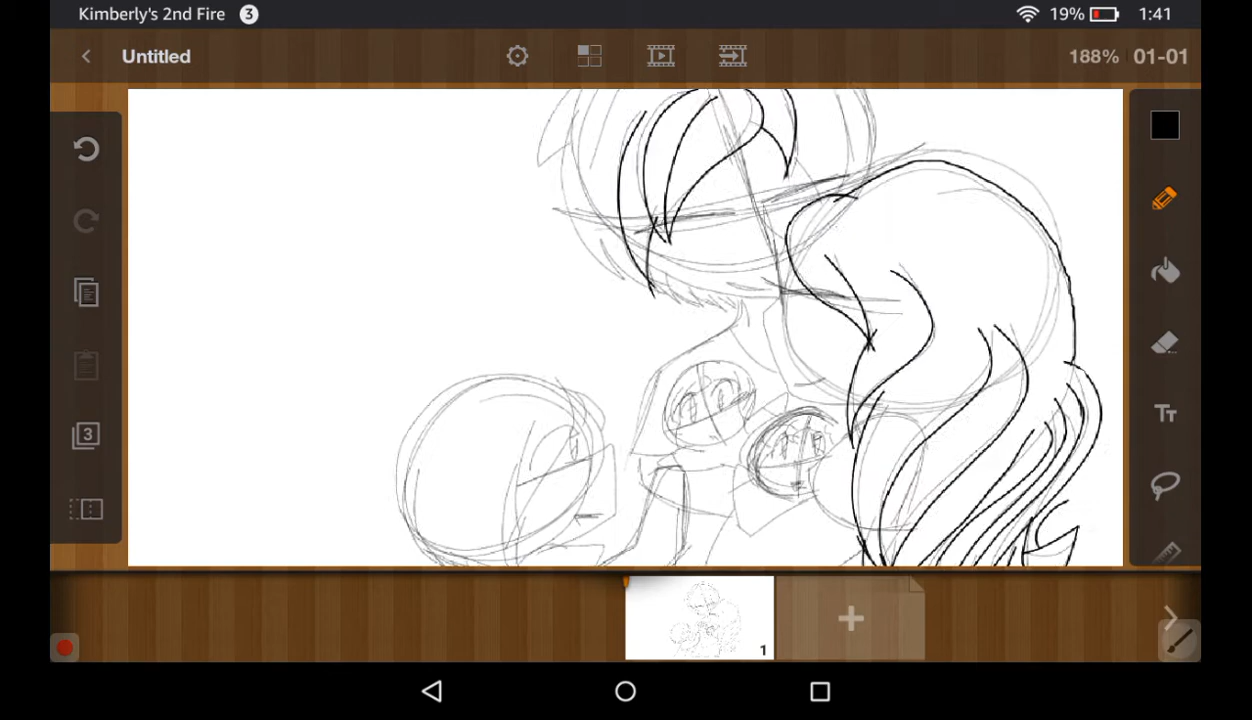 Kimberly's 2nd Fire 3 19% 1:41
Untitled 188% 01-01
3
Tт
1